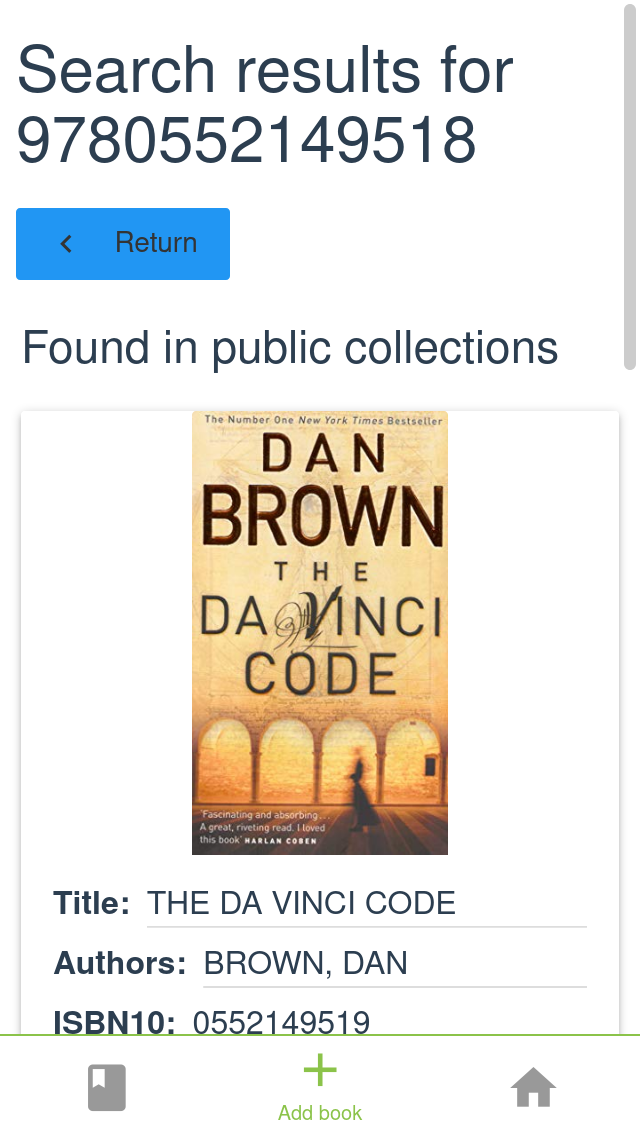 Search results for
9780552149518
Return
Found in public collections
The Number One New York Times Bestseller
DAN
BROWN
THE
DA VINCI
CODE
'Fascinating and absorbing...
A great, riveting read. I loved
this book' HARLAN COBEN
Title: THE DA VINCI CODE
Authors: BROWN, DAN
ISBN10: 0552149519
Add book